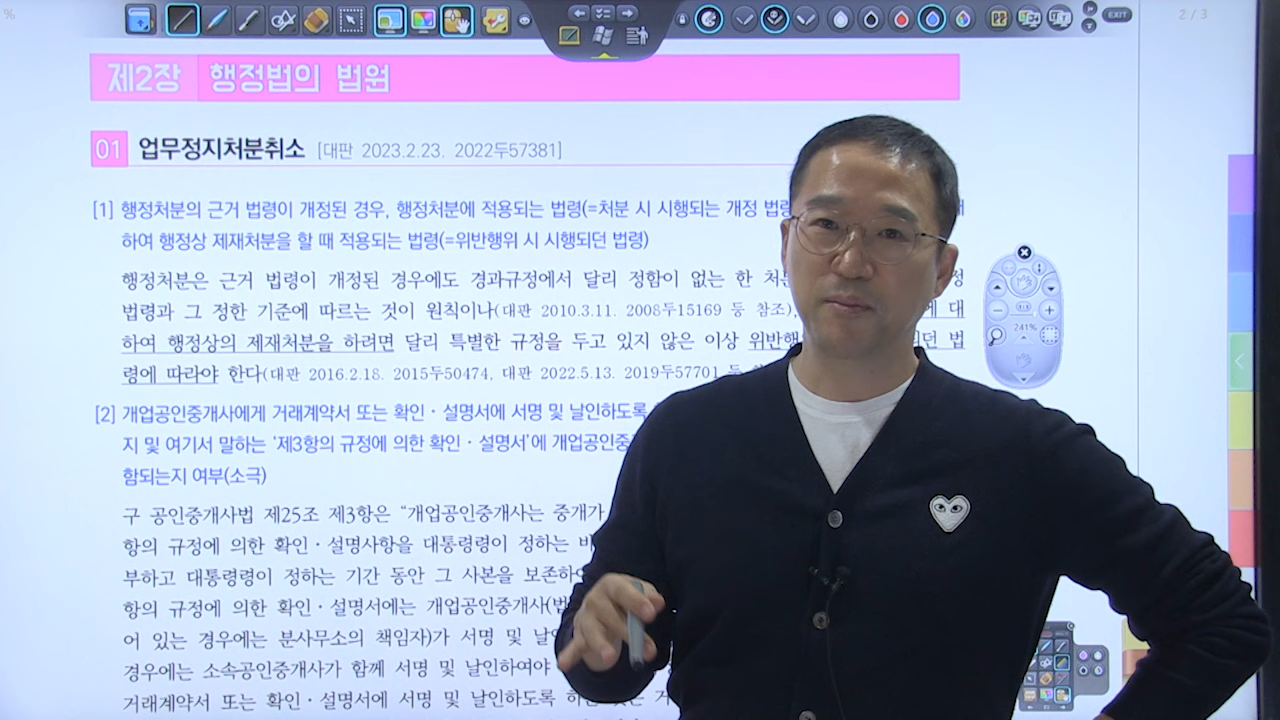 EXIT
2 / 3
%
제2장 행정법의 법원
01 업무정지처분취소 [대판 2023.2.23. 2022두57381]
[1] 행정처분의 근거 법령이 개정된 경우, 행정처분에 적용되는 법령(=처분 시 시행되는 개정 법령
하여 행정상 제재처분을 할 때 적용되는 법령(=위반행위 시 시행되던 법령)
행정처분은 근거 법령이 개정된 경우에도 경과규정에서 달리 정함이 없는 한 처분
법령과 그 정한 기준에 따르는 것이 원칙이나(대판 2010.3.11. 2008두15169 등 참조), 에 대
하여 행정상의 제재처분을 하려면 달리 특별한 규정을 두고 있지 않은 이상 위반행 되던 법
령에 따라야 한다(대판 2016.2.18. 2015두50474, 대판 2022.5.13. 2019두57701 등
241%
[2] 개업공인중개사에게 거래계약서 또는 확인ㆍ설명서에 서명 및 날인하도록
지 및 여기서 말하는 '제3항의 규정에 의한 확인ㆍ설명서'에 개업공인중
함되는지 여부(소극)
구 공인중개사법 제25조 제3항은 "개업공인중개사는 중개가
항의 규정에 의한 확인ㆍ설명사항을 대통령령이 정하는 바
부하고 대통령령이 정하는 기간 동안 그 사본을 보존하
항의 규정에 의한 확인ㆍ설명서에는 개업공인중개사(법
어 있는 경우에는 분사무소의 책임자)가 서명 및 날
경우에는 소속공인중개사가 함께 서명 및 날인하여야
거래계약서 또는 확인ㆍ설명서에 서명 및 날인하도록